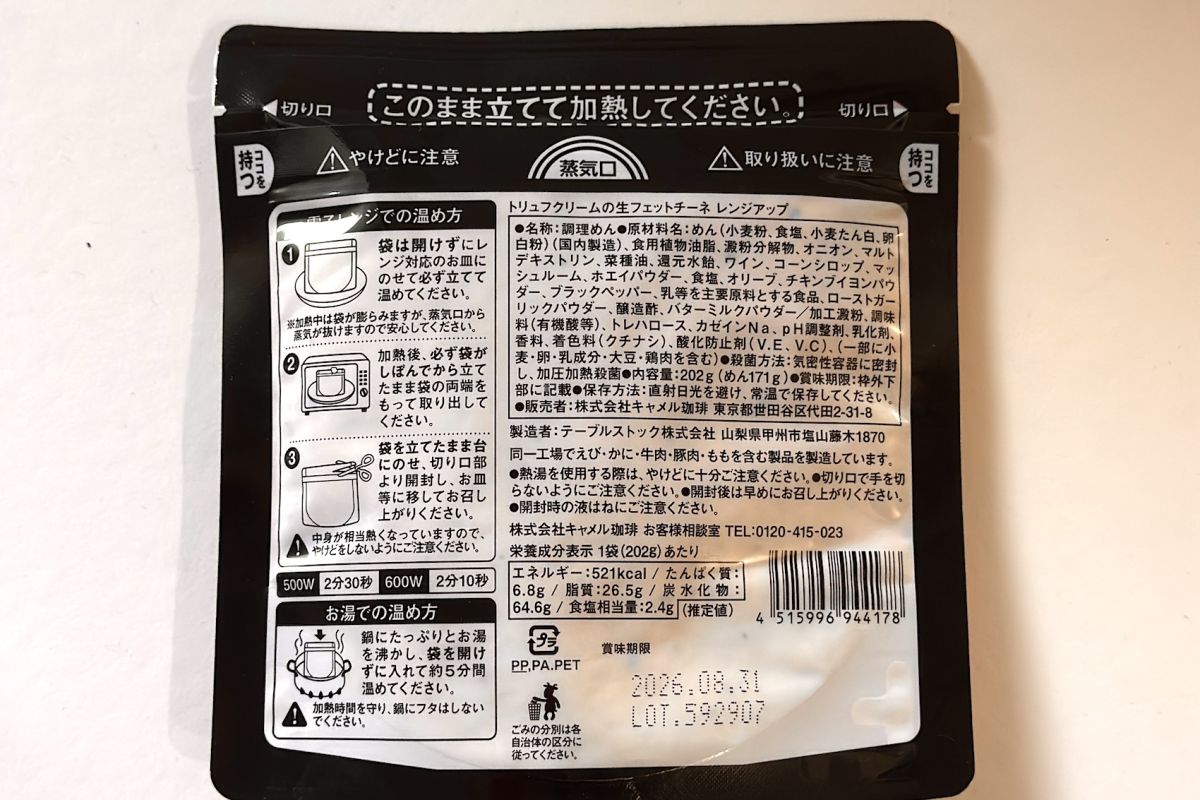 このまま立てて加熱してください。
◀切り口
切り口▶
ココを持つ
⚠やけどに注意
蒸気口
⚠取り扱いに注意
ココを持つ
電子レンジでの温め方
❶
袋は開けずにレ
ンジ対応のお皿に
のせて必ず立てて
温めてください。
※加熱中は袋が膨らみますが、蒸気口から
蒸気が抜けますので安心してください。
❷
加熱後、必ず袋が
しぼんでから立て
たまま袋の両端を
もって取り出して
ください。
❸
袋を立てたまま台
にのせ、切り口部
より開封し、お皿
等に移してお召し
上がりください。
中身が相当熱くなっていますので、
やけどをしないようにご注意ください。
500W 2分30秒 600W 2分10秒
お湯での温め方
鍋にたっぷりとお湯
を沸かし、袋を開け
ずに入れて約5分間
温めてください。
加熱時間を守り、鍋にフタはしない
でください。
トリュフクリームの生フェットチーネ レンジアップ
●名称:調理めん●原材料名:めん(小麦粉、食塩、小麦たん白、卵
白粉)(国内製造)、食用植物油脂、澱粉分解物、オニオン、マルト
デキストリン、菜種油、還元水飴、ワイン、コーンシロップ、マッ
シュルーム、ホエイパウダー、食塩、オリーブ、チキンブイヨンパウ
ダー、ブラックペッパー、乳等を主要原料とする食品、ローストガー
リックパウダー、醸造酢、バターミルクパウダー/加工澱粉、調味
料(有機酸等)、トレハロース、カゼインNa、pH調整剤、乳化剤、
香料、着色料(クチナシ)、酸化防止剤(V.E、V.C)、(一部に小
麦・卵・乳成分・大豆・鶏肉を含む)●殺菌方法:気密性容器に密封
し、加圧加熱殺菌●内容量:202g(めん171g)●賞味期限:枠外下
部に記載●保存方法:直射日光を避け、常温で保存してください。
●販売者:株式会社キャメル珈琲 東京都世田谷区代田2-31-8
製造者:テーブルストック株式会社 山梨県甲州市塩山藤木1870
同一工場でえび・かに・牛肉・豚肉・ももを含む製品を製造しています。
●熱湯を使用する際は、やけどに十分ご注意ください。●切り口で手を切
らないようにご注意ください。●開封後は早めにお召し上がりください。
●開封時の液はねにご注意ください。
株式会社キャメル珈琲 お客様相談室 TEL:0120-415-023
栄養成分表示 1袋(202g)あたり
エネルギー:521kcal / たんぱく質:
6.8g / 脂質:26.5g / 炭水化物:
64.6g / 食塩相当量:2.4g (推定値)
4 515996 944178
プラ
PP,PA,PET
賞味期限
2026.08.31
LOT.592907
ごみの分別は各
自治体の区分に
従ってください。